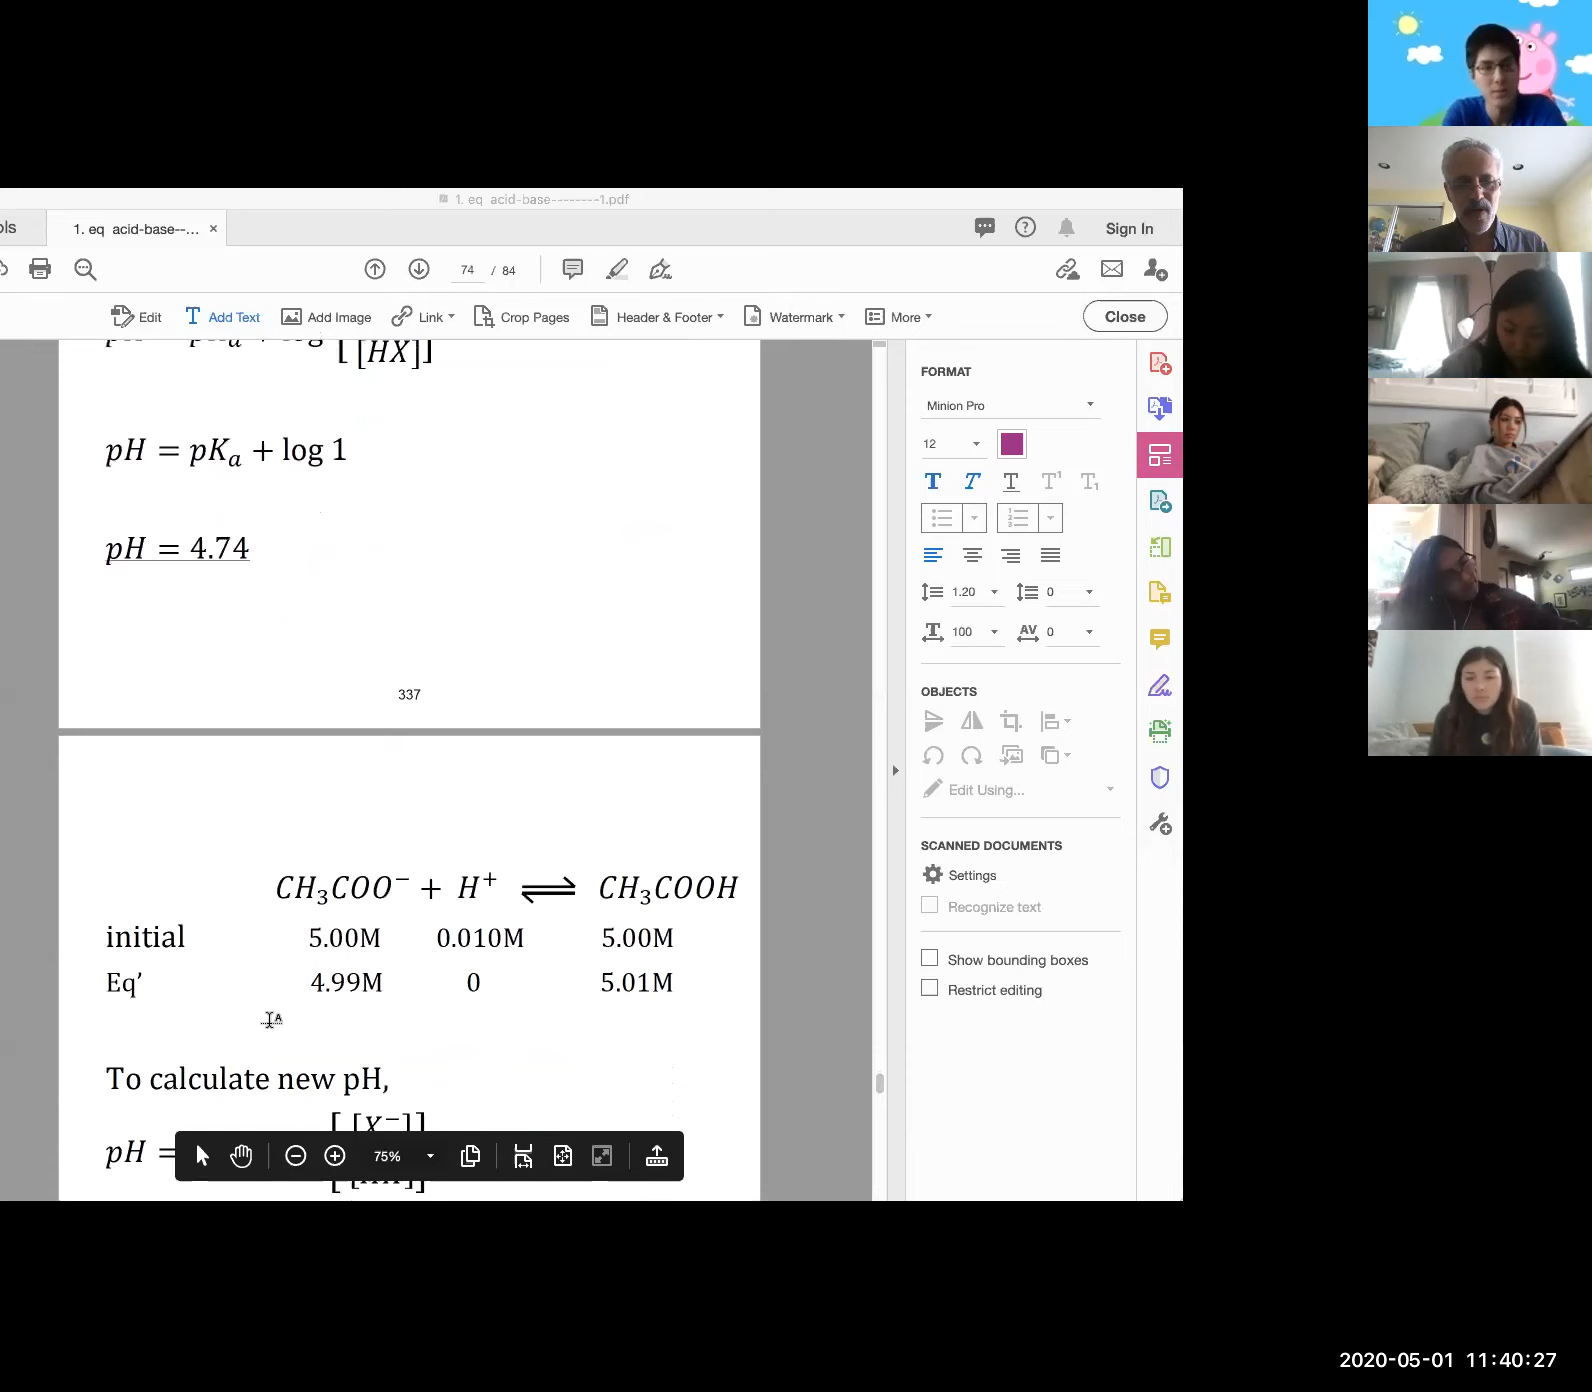 1. eq acid-base--------1.pdf
ols
1. eq acid-base--... ×
Sign In
74 / 84
Edit
Add Text
Add Image
Link
Crop Pages
Header & Footer
Watermark
More
Close
[HX]
pH = pKₐ + log 1
pH = 4.74
337
CH₃COO⁻ + H⁺ ⇌ CH₃COOH
initial 5.00M 0.010M 5.00M
Eq’ 4.99M 0 5.01M
To calculate new pH,
[X⁻]
pH =
75%
FORMAT
Minion Pro
12
T T T T¹ T₁
1.20 0
100 AV 0
OBJECTS
Edit Using...
SCANNED DOCUMENTS
Settings
Recognize text
Show bounding boxes
Restrict editing
2020-05-01 11:40:27